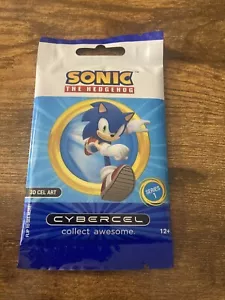 SONIC
THE HEDGEHOG
3D CEL ART
SERIES
1
CYBERCEL
collect awesome.
12+